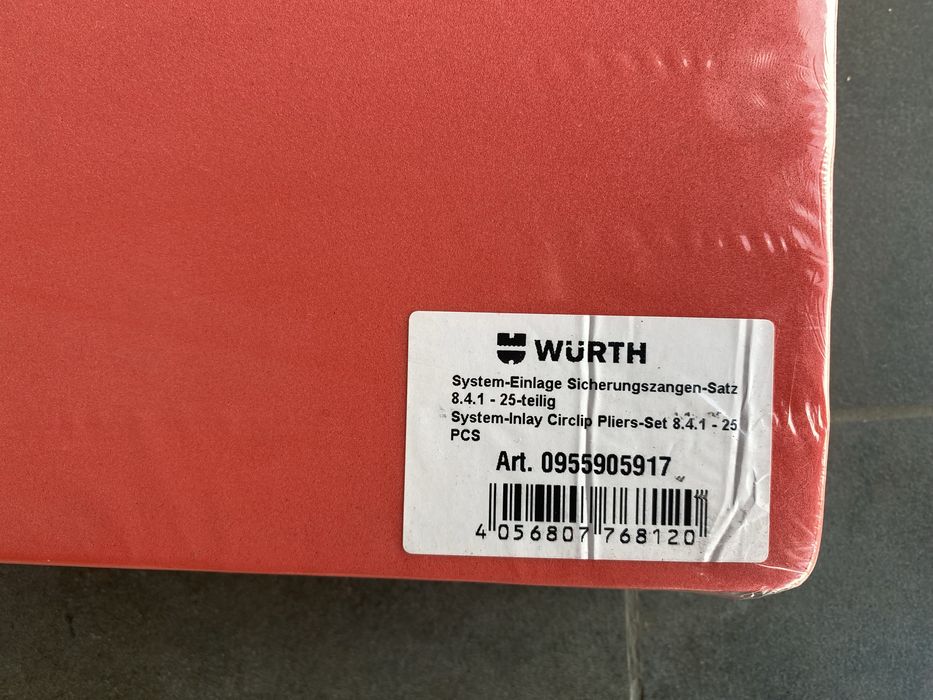 WÜRTH
System-Einlage Sicherungszangen-Satz
8.4.1 - 25-teilig
System-Inlay Circlip Pliers-Set 8.4.1 - 25
PCS
Art. 0955905917
4 056807 768120